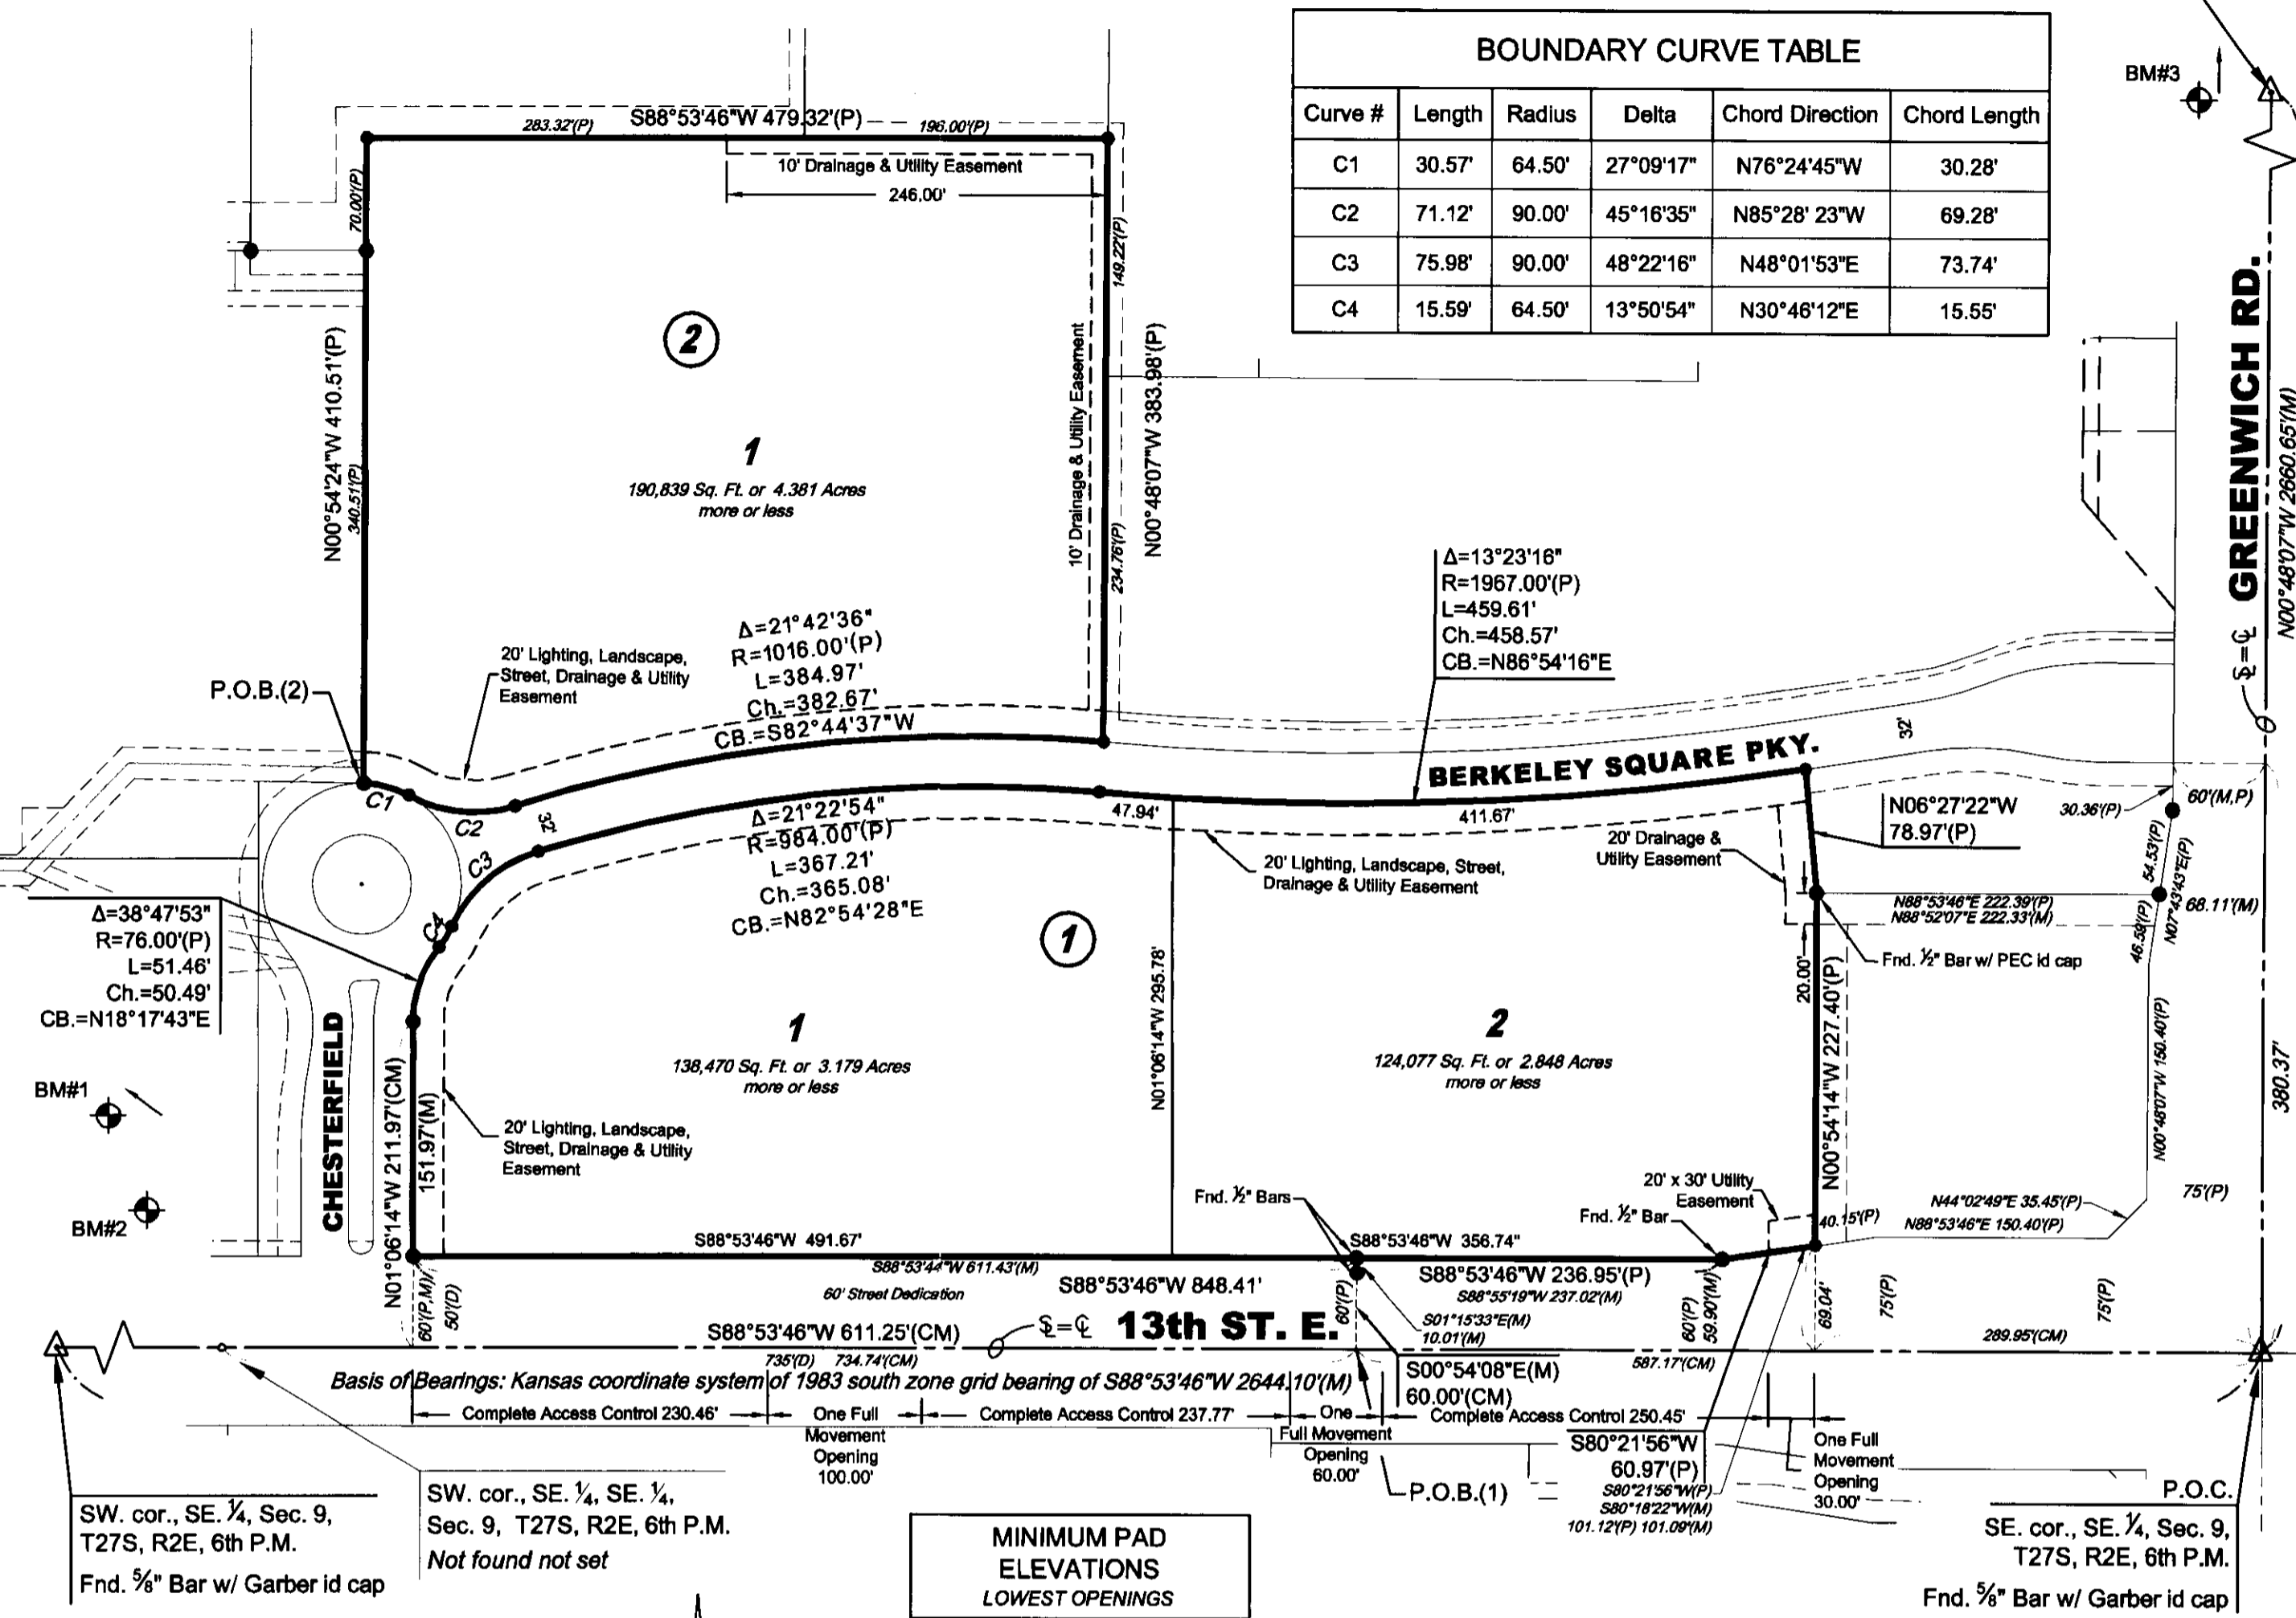 BOUNDARY CURVE TABLE
Curve # Length Radius Delta Chord Direction Chord Length
C1 30.57' 64.50' 27°09'17" N76°24'45"W 30.28'
C2 71.12' 90.00' 45°16'35" N85°28' 23"W 69.28'
C3 75.98' 90.00' 48°22'16" N48°01'53"E 73.74'
C4 15.59' 64.50' 13°50'54" N30°46'12"E 15.55'
BM#3
S88°53'46"W 479.32'(P)
283.32'(P)
196.00'(P)
10' Drainage & Utility Easement
246.00'
70.00'(P)
149.22'(P)
2
N00°54'24"W 410.51'(P)
340.51'(P)
1
190,839 Sq. Ft. or 4.381 Acres
more or less
10' Drainage & Utility Easement
N00°48'07"W 383.98'(P)
234.76'(P)
GREENWICH RD.
N00°48'07"W 2660.65'(M)
Δ=13°23'16"
R=1967.00'(P)
L=459.61'
Ch.=458.57'
CB.=N86°54'16"E
Δ=21°42'36"
R=1016.00'(P)
L=384.97'
Ch.=382.67'
CB.=S82°44'37"W
20' Lighting, Landscape,
Street, Drainage & Utility
Easement
P.O.B.(2)
C1
C2
32'
C3
C4
BERKELEY SQUARE PKY.
32'
47.94'
411.67'
Δ=21°22'54"
R=984.00'(P)
L=367.21'
Ch.=365.08'
CB.=N82°54'28"E
20' Lighting, Landscape, Street,
Drainage & Utility Easement
20' Drainage &
Utility Easement
N06°27'22"W
78.97'(P)
30.36'(P)
60'(M,P)
54.53'(P)
N07°43'43"E(P)
68.11'(M)
46.59'(P)
N88°53'46"E 222.39'(P)
N88°52'07"E 222.33'(M)
Fnd. ½" Bar w/ PEC id cap
20.00'
N00°54'14"W 227.40'(P)
N00°48'07"W 150.40'(P)
380.37'
Δ=38°47'53"
R=76.00'(P)
L=51.46'
Ch.=50.49'
CB.=N18°17'43"E
1
N01°06'14"W 295.78'
1
138,470 Sq. Ft. or 3.179 Acres
more or less
2
124,077 Sq. Ft. or 2.848 Acres
more or less
BM#1
BM#2
CHESTERFIELD
N01°06'14"W 211.97'(CM)
151.97'(M)
20' Lighting, Landscape,
Street, Drainage & Utility
Easement
20' x 30' Utility
Easement
Fnd. ½" Bars
Fnd. ½" Bar
40.15'(P)
N44°02'49"E 35.45'(P)
N88°53'46"E 150.40'(P)
75'(P)
S88°53'46"W 491.67'
S88°53'46"W 356.74'
S88°53'44"W 611.43'(M)
S88°53'46"W 848.41'
S88°53'46"W 236.95'(P)
S88°55'19"W 237.02'(M)
60' Street Dedication
60'(P,M)
50'(D)
60'(P)
S01°15'33"E(M)
10.01'(M)
60'(P)
59.90'(M)
69.04'
75'(P)
75'(P)
S88°53'46"W 611.25'(CM)
13th ST. E.
289.95'(CM)
735'(D) 734.74'(CM)
587.17'(CM)
S00°54'08"E(M)
60.00'(CM)
Basis of Bearings: Kansas coordinate system of 1983 south zone grid bearing of S88°53'46"W 2644.10'(M)
Complete Access Control 230.46'
One Full
Movement
Opening
100.00'
Complete Access Control 237.77'
One
Full Movement
Opening
60.00'
Complete Access Control 250.45'
One Full
Movement
Opening
30.00'
S80°21'56"W
60.97'(P)
S80°21'56"W(P)
S80°18'22"W(M)
101.12'(P) 101.09'(M)
P.O.B.(1)
SW. cor., SE. ¼, Sec. 9,
T27S, R2E, 6th P.M.
Fnd. ⅝" Bar w/ Garber id cap
SW. cor., SE. ¼, SE. ¼,
Sec. 9, T27S, R2E, 6th P.M.
Not found not set
MINIMUM PAD
ELEVATIONS
LOWEST OPENINGS
P.O.C.
SE. cor., SE. ¼, Sec. 9,
T27S, R2E, 6th P.M.
Fnd. ⅝" Bar w/ Garber id cap